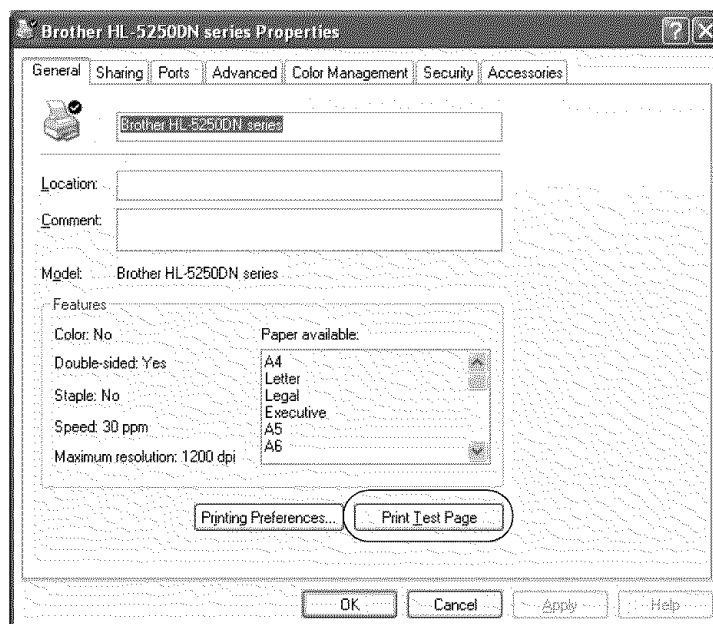 Brother HL-5250DN series Properties
General Sharing Ports Advanced Color Management Security Accessories
Brother HL-5250DN series
Location:
Comment:
Model: Brother HL-5250DN series
Features
Color: No Paper available:
Double-sided: Yes A4
Letter
Staple: No Legal
Executive
Speed: 30 ppm A5
Maximum resolution: 1200 dpi A6
Printing Preferences... Print Test Page
OK Cancel Apply Help